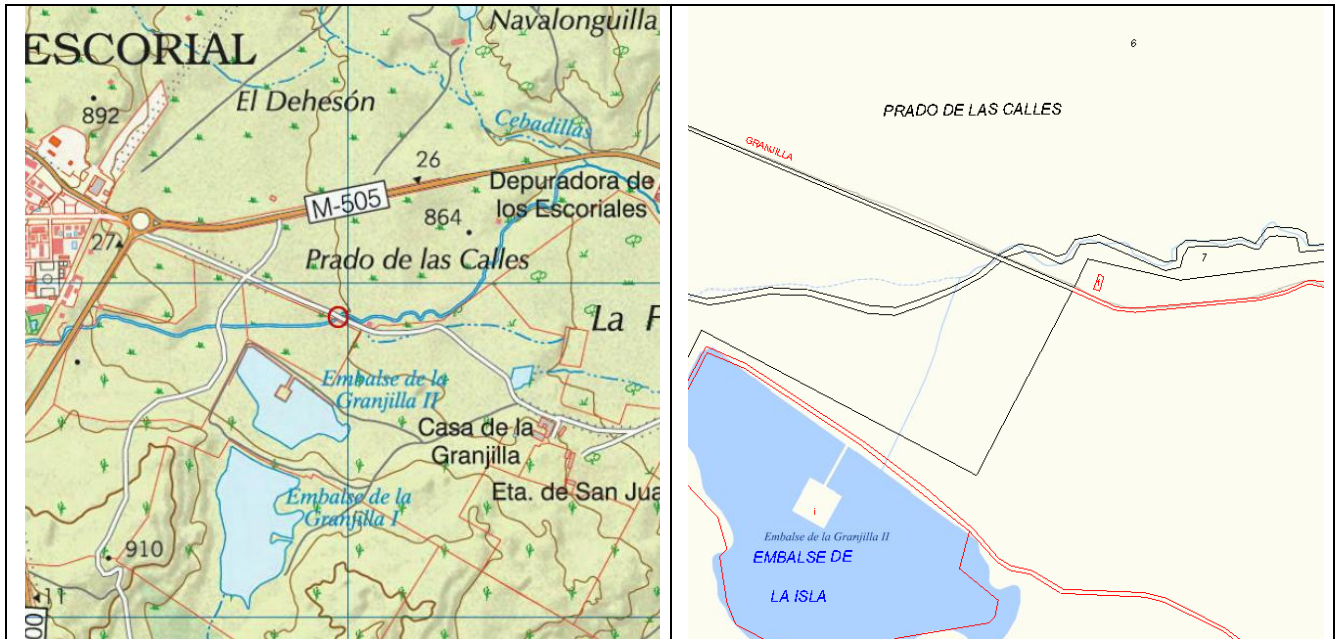 Navalonguilla
ESCORIAL
El Dehesón
892
Cebadillas
26
M-505
Depuradora de
los Escoriales
864
27
Prado de las Calles
La F
Embalse de la
Granjilla II
Casa de la
Granjilla
Eta. de San Jua
Embalse de la
Granjilla I
910
11
00
6
PRADO DE LAS CALLES
GRANJILLA
7
i
Embalse de la Granjilla II
EMBALSE DE
LA ISLA